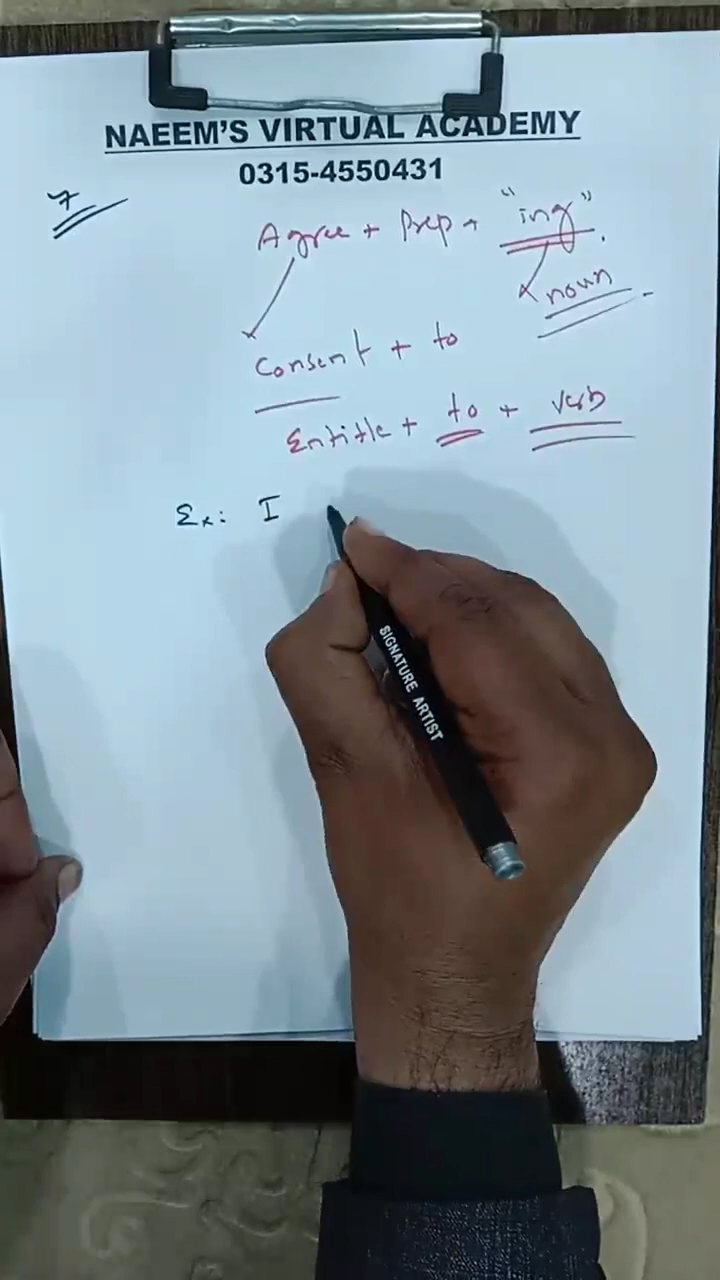 NAEEM'S VIRTUAL ACADEMY
0315-4550431
7
Agree + Prep + "ing".
noun
Consent + to
Entitle + to + Verb
Ex: I
SIGNATURE ARTIST